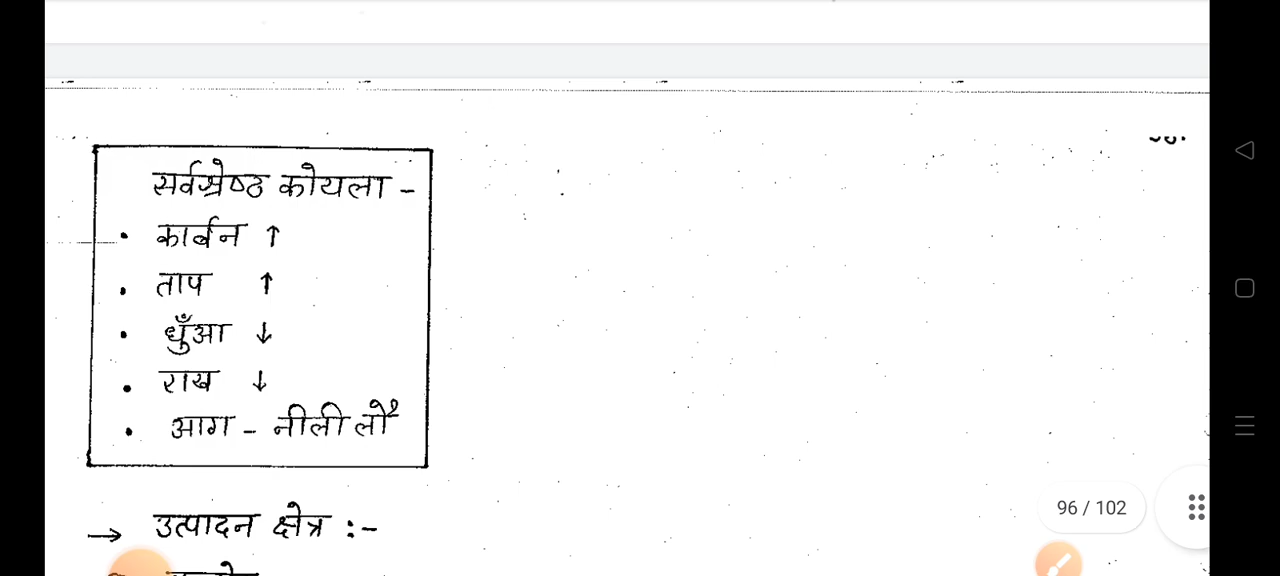 सर्वश्रेष्ठ कोयला -
• कार्बन ↑
• ताप ↑
• धुँआ ↓
• राख ↓
• आग - नीली लौ
→ उत्पादन क्षेत्र :-
96 / 102